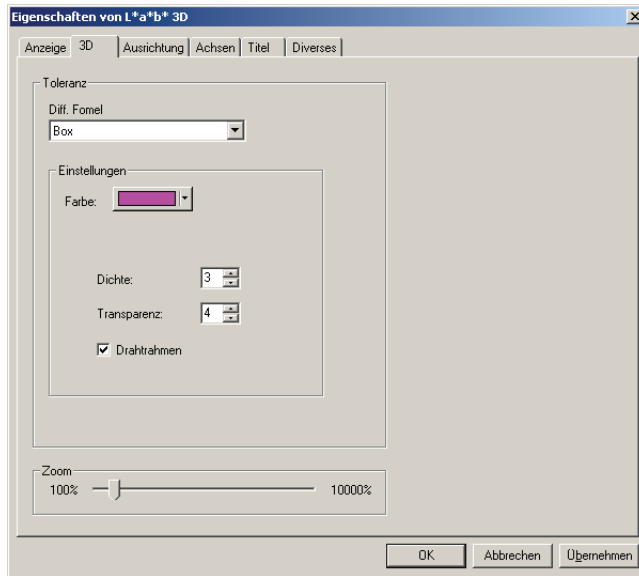 Eigenschaften von L*a*b* 3D
Anzeige 3D Ausrichtung Achsen Titel Diverses
Toleranz
Diff. Fomel
Box
Einstellungen
Farbe:
Dichte: 3
Transparenz: 4
Drahtrahmen
Zoom
100% 10000%
OK Abbrechen Übernehmen